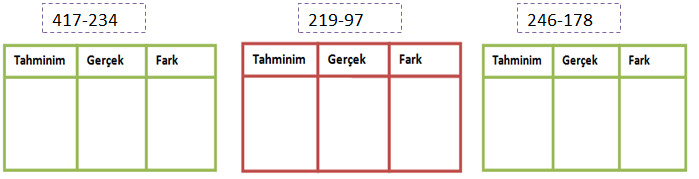 417-234
219-97
246-178
Tahminim Gerçek Fark
Tahminim Gerçek Fark
Tahminim Gerçek Fark